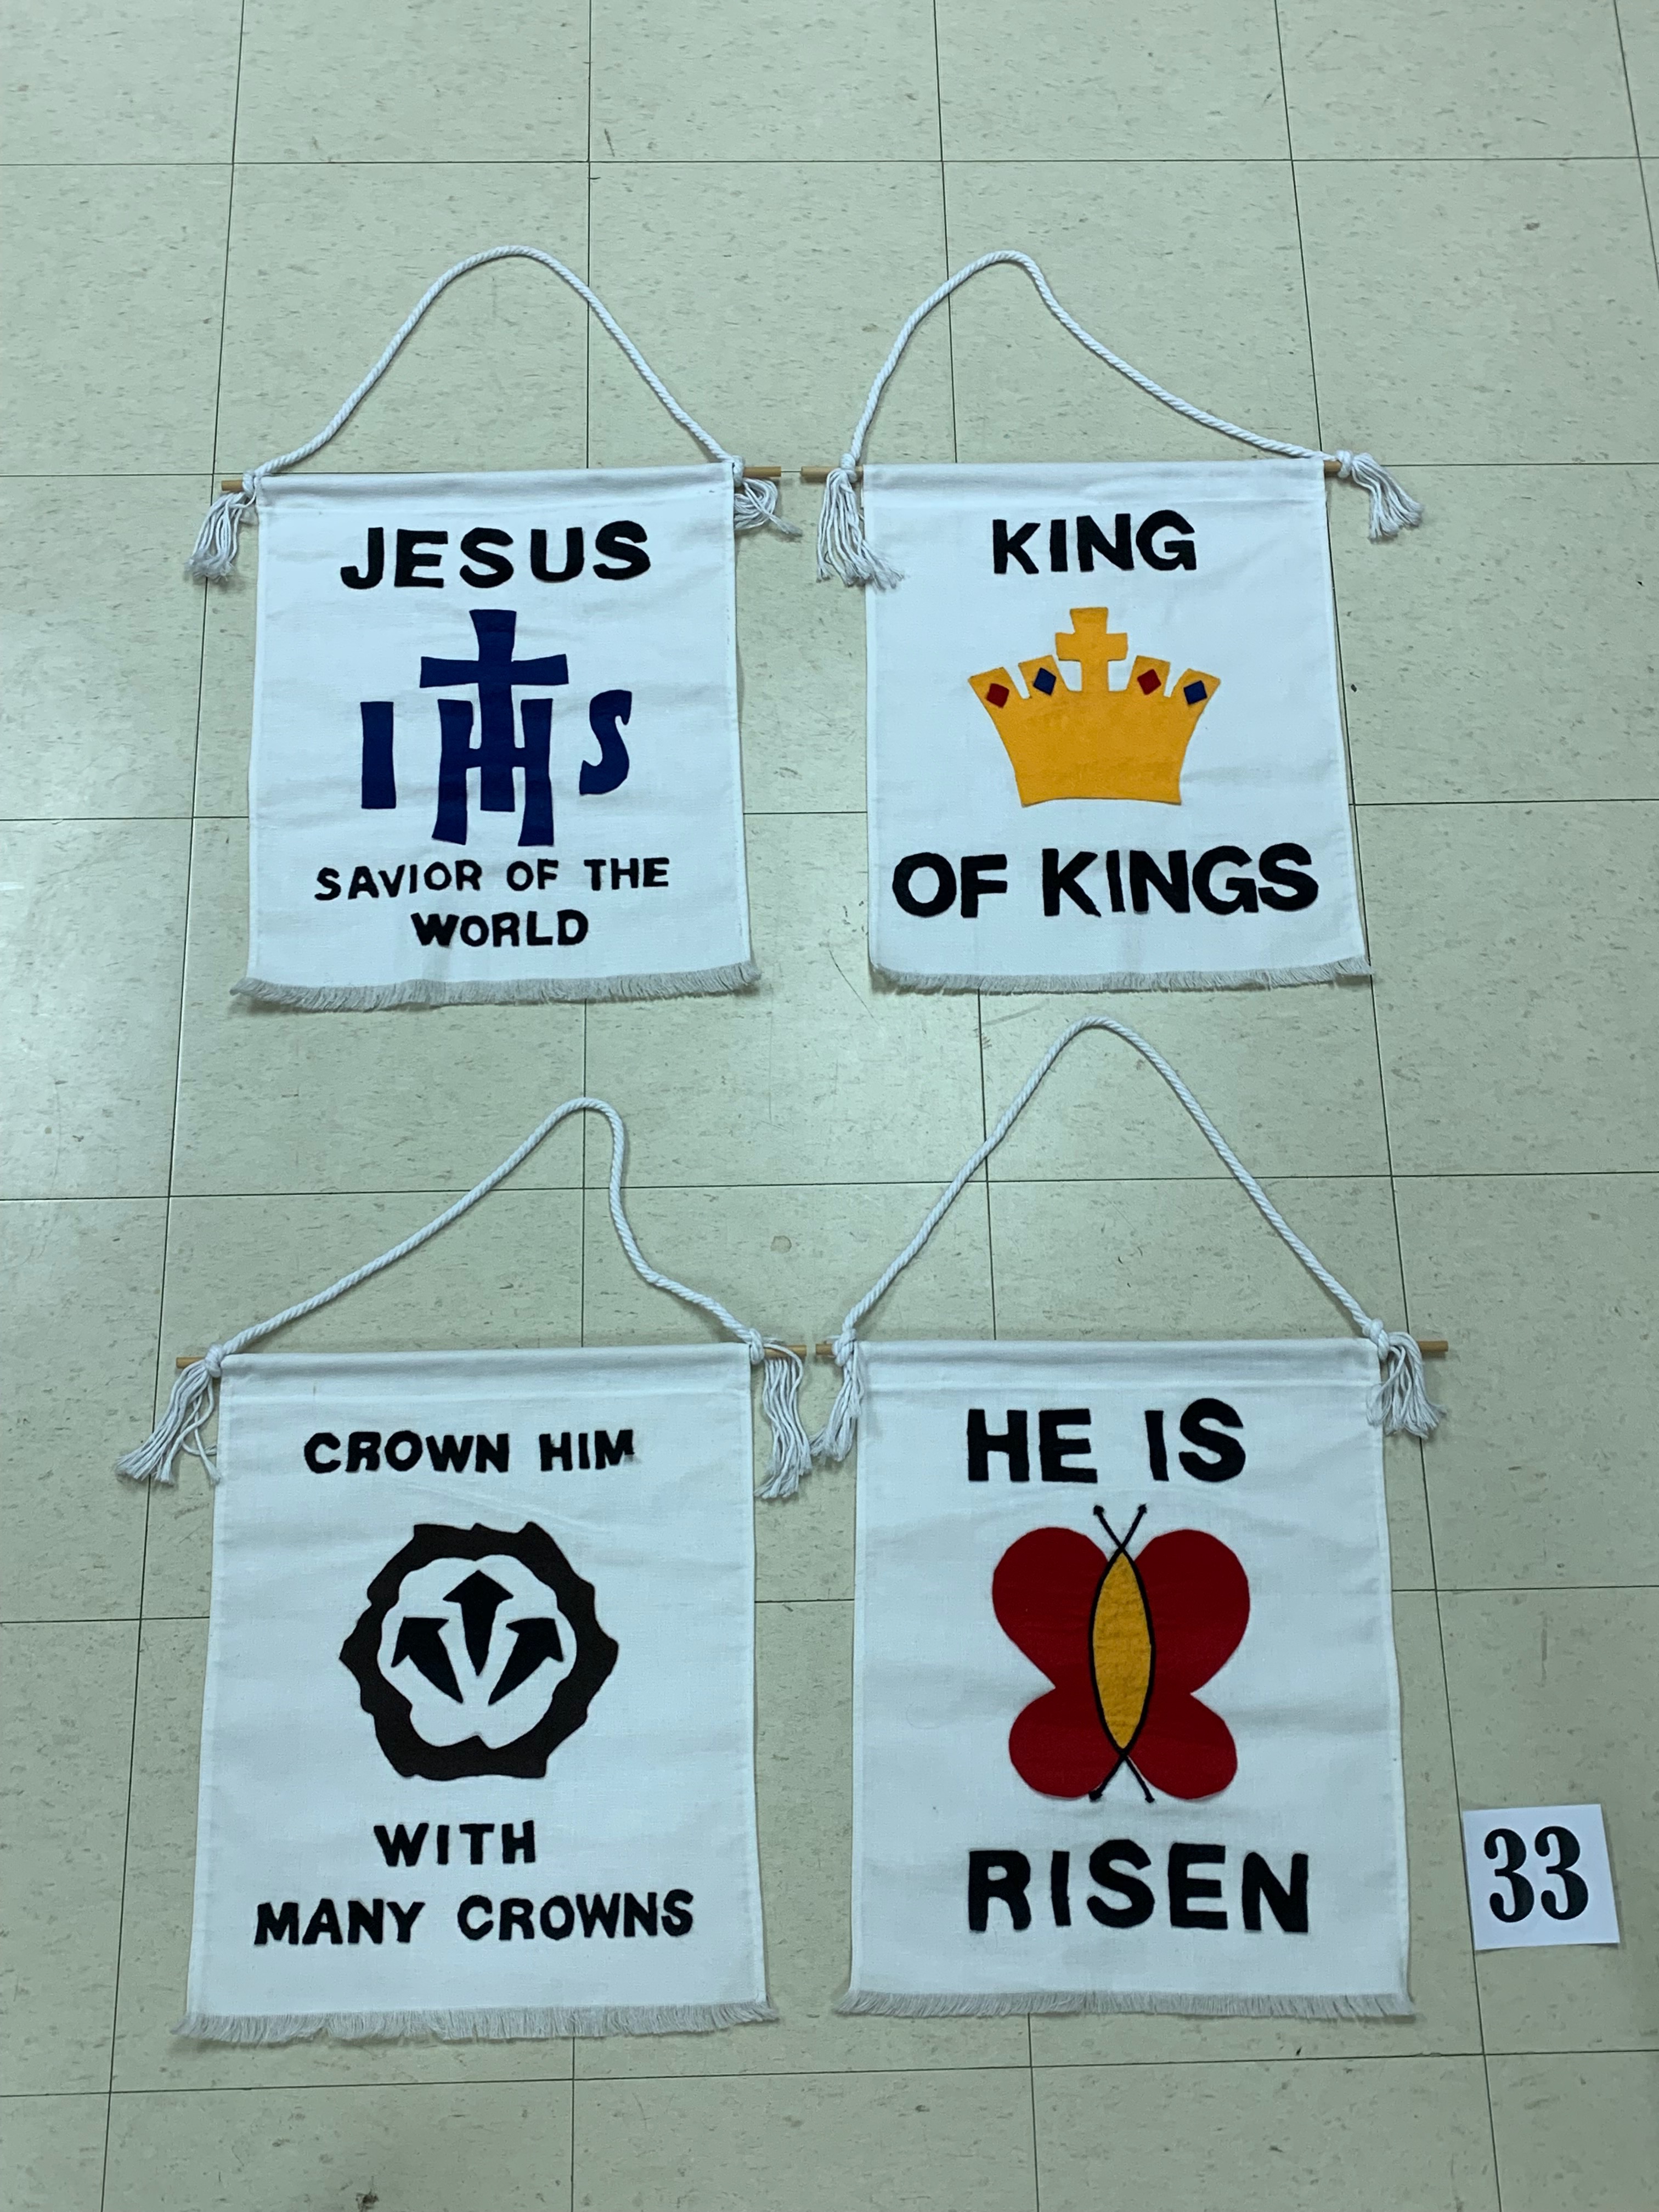 JESUS
IHS
SAVIOR OF THE
WORLD
KING
OF KINGS
CROWN HIM
WITH
MANY CROWNS
HE IS
RISEN
33